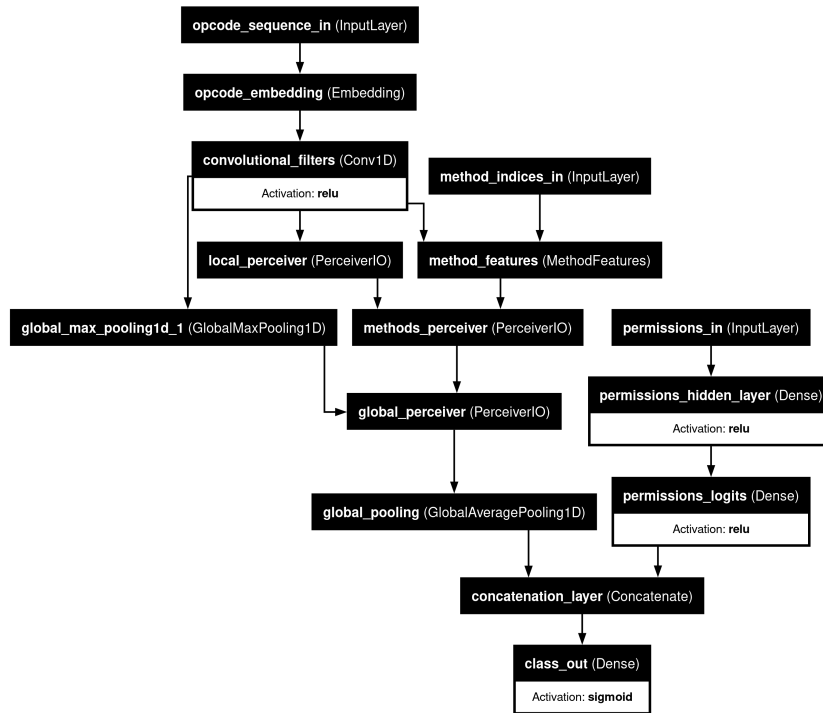 opcode_sequence_in (InputLayer)
opcode_embedding (Embedding)
convolutional_filters (Conv1D)
Activation: relu
method_indices_in (InputLayer)
local_perceiver (PerceiverIO)
method_features (MethodFeatures)
global_max_pooling1d_1 (GlobalMaxPooling1D)
methods_perceiver (PerceiverIO)
permissions_in (InputLayer)
global_perceiver (PerceiverIO)
permissions_hidden_layer (Dense)
Activation: relu
global_pooling (GlobalAveragePooling1D)
permissions_logits (Dense)
Activation: relu
concatenation_layer (Concatenate)
class_out (Dense)
Activation: sigmoid